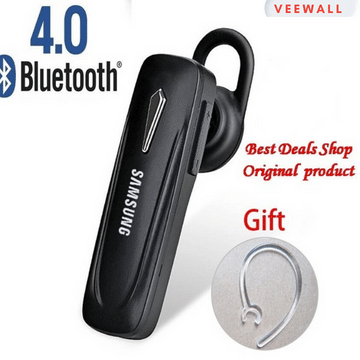 VEEWALL
4.0
Bluetooth®
SAMSUNG
Best Deals Shop
Original product
Gift